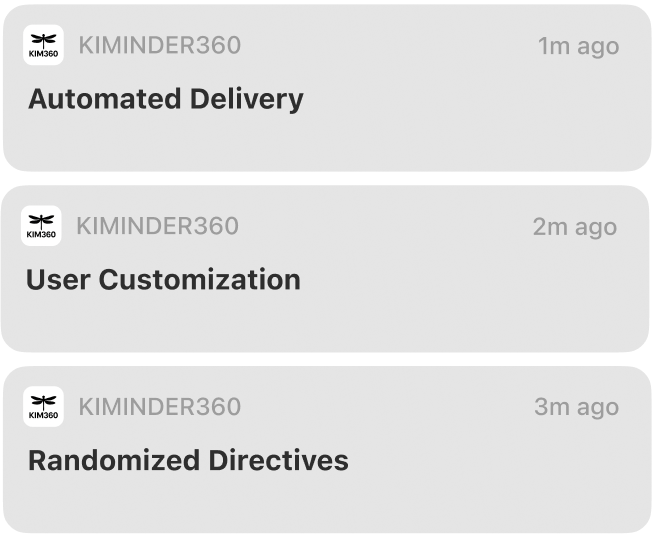 KIM360
KIMINDER360
1m ago
Automated Delivery
KIM360
KIMINDER360
2m ago
User Customization
KIM360
KIMINDER360
3m ago
Randomized Directives